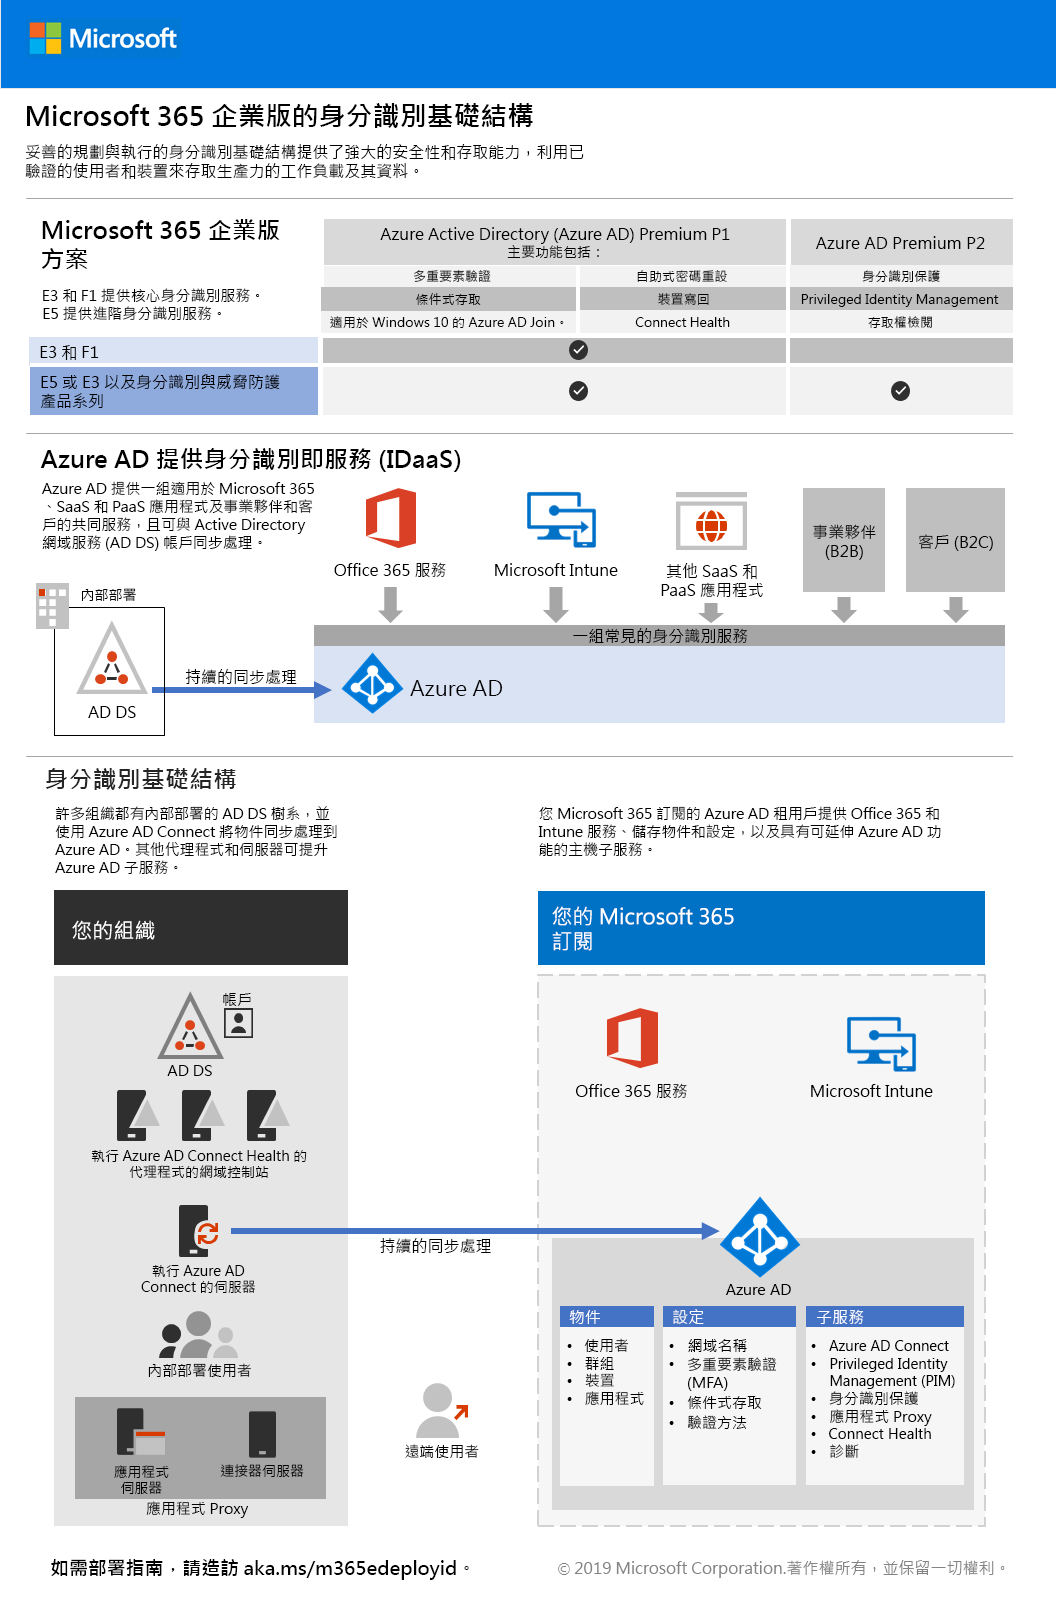 Microsoft
Microsoft 365 企業版的身分識別基礎結構
妥善的規劃與執行的身分識別基礎結構提供了強大的安全性和存取能力，利用已
驗證的使用者和裝置來存取生產力的工作負載及其資料。
Microsoft 365 企業版
方案
E3 和 F1 提供核心身分識別服務。
E5 提供進階身分識別服務。
Azure Active Directory (Azure AD) Premium P1
主要功能包括：
Azure AD Premium P2
多重要素驗證
自助式密碼重設
身分識別保護
條件式存取
裝置寫回
Privileged Identity Management
適用於 Windows 10 的 Azure AD Join。
Connect Health
存取權檢閱
E3 和 F1
E5 或 E3 以及身分識別與威脅防護
產品系列
Azure AD 提供身分識別即服務 (IDaaS)
Azure AD 提供一組適用於 Microsoft 365
、SaaS 和 PaaS 應用程式及事業夥伴和客
戶的共同服務，且可與 Active Directory
網域服務 (AD DS) 帳戶同步處理。
Office 365 服務
Microsoft Intune
其他 SaaS 和
PaaS 應用程式
事業夥伴
(B2B)
客戶 (B2C)
內部部署
AD DS
持續的同步處理
一組常見的身分識別服務
Azure AD
身分識別基礎結構
許多組織都有內部部署的 AD DS 樹系，並
使用 Azure AD Connect 將物件同步處理到
Azure AD。其他代理程式和伺服器可提升
Azure AD 子服務。
您 Microsoft 365 訂閱的 Azure AD 租用戶提供 Office 365 和
Intune 服務、儲存物件和設定，以及具有可延伸 Azure AD 功
能的主機子服務。
您的組織
您的 Microsoft 365
訂閱
帳戶
AD DS
執行 Azure AD Connect Health 的
代理程式的網域控制站
執行 Azure AD
Connect 的伺服器
內部部署使用者
應用程式
伺服器
連接器伺服器
應用程式 Proxy
持續的同步處理
遠端使用者
Office 365 服務
Microsoft Intune
Azure AD
物件
• 使用者
• 群組
• 裝置
• 應用程式
設定
• 網域名稱
• 多重要素驗證
(MFA)
• 條件式存取
• 驗證方法
子服務
• Azure AD Connect
• Privileged Identity
Management (PIM)
• 身分識別保護
• 應用程式 Proxy
• Connect Health
• 診斷
如需部署指南，請造訪 aka.ms/m365edeployid。
© 2019 Microsoft Corporation.著作權所有，並保留一切權利。